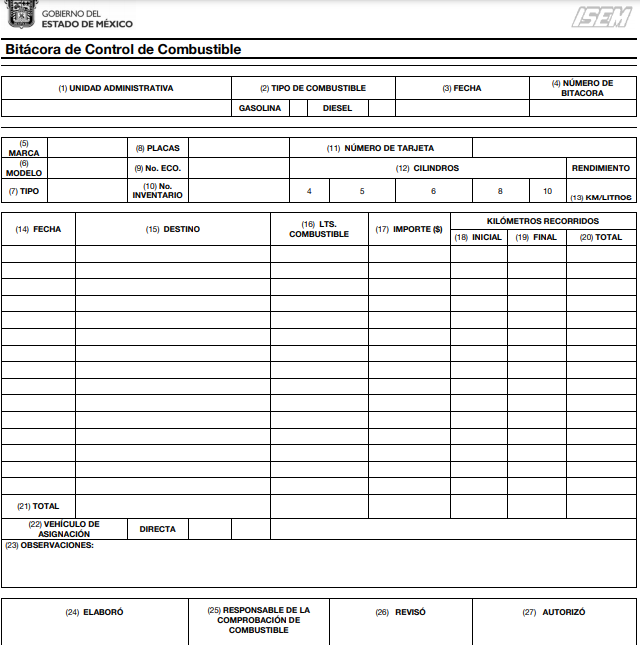 GOBIERNO DEL
ESTADO DE MÉXICO
ISEM
Bitácora de Control de Combustible
(1) UNIDAD ADMINISTRATIVA
(2) TIPO DE COMBUSTIBLE
(3) FECHA
(4) NÚMERO DE
BITACORA
GASOLINA
DIESEL
(5)
MARCA
(8) PLACAS
(11) NÚMERO DE TARJETA
(6)
MODELO
(9) No. ECO.
(12) CILINDROS
RENDIMIENTO
(7) TIPO
(10) No.
INVENTARIO
4
5
6
8
10
(13) KM/LITROS
(14) FECHA
(15) DESTINO
(16) LTS.
COMBUSTIBLE
(17) IMPORTE ($)
KILÓMETROS RECORRIDOS
(18) INICIAL
(19) FINAL
(20) TOTAL
(21) TOTAL
(22) VEHÍCULO DE
ASIGNACIÓN
DIRECTA
(23) OBSERVACIONES:
(24) ELABORÓ
(25) RESPONSABLE DE LA
COMPROBACIÓN DE
COMBUSTIBLE
(26) REVISÓ
(27) AUTORIZÓ